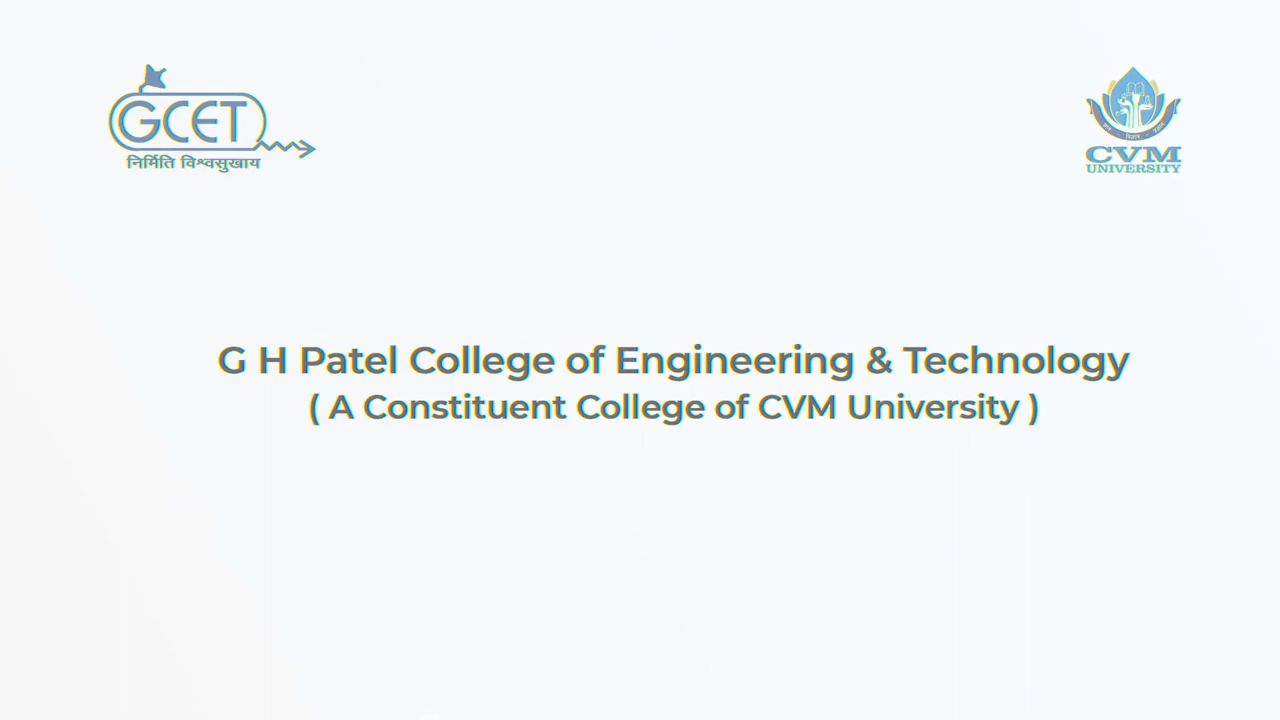 GCET
निर्मिति विश्वसुखाय
CVM
UNIVERSITY
G H Patel College of Engineering & Technology
( A Constituent College of CVM University )